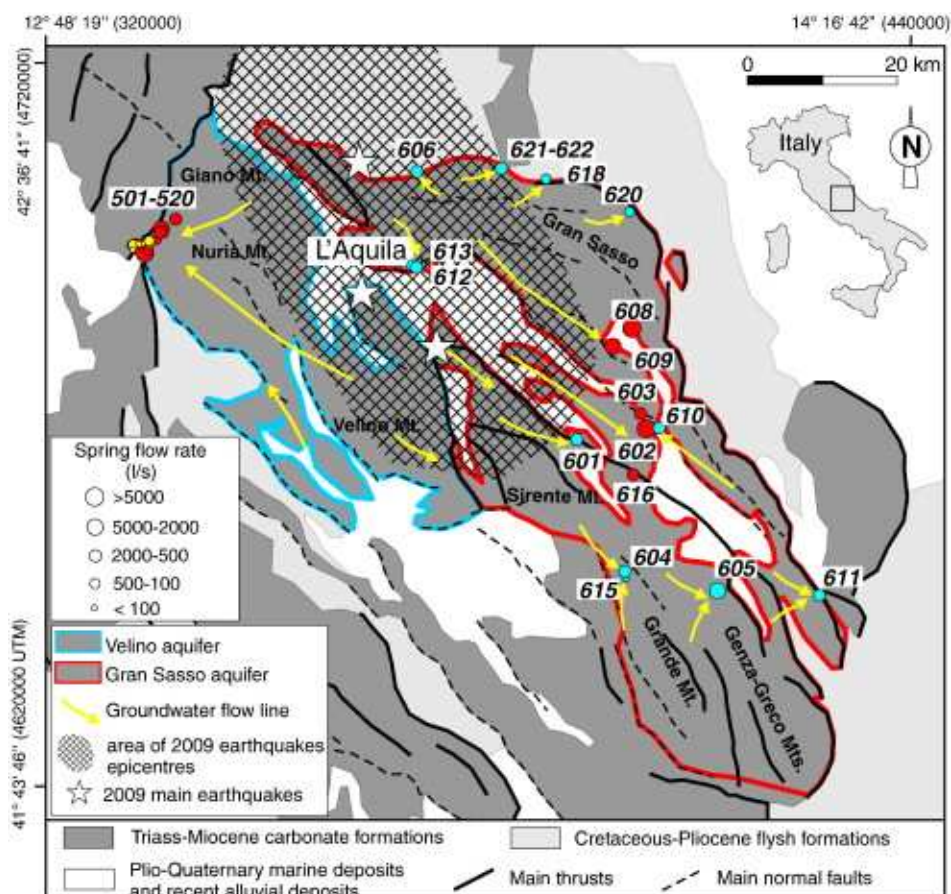 12° 48' 19'' (320000)
14° 16' 42'' (440000)
0 20 km
42° 36' 41'' (4720000)
Italy
N
606
621-622
618
620
Giano Mt.
501-520
Nuria Mt.
L'Aquila
613
612
Gran Sasso
608
609
603
610
Velino Mt.
602
601
616
Sirente Mt.
604
605
611
615
Grande Mt.
Genza-Greco Mts.
Spring flow rate
(l/s)
>5000
5000-2000
2000-500
500-100
< 100
Velino aquifer
Gran Sasso aquifer
Groundwater flow line
area of 2009 earthquakes
epicentres
2009 main earthquakes
41° 43' 46'' (4620000 UTM)
Triass-Miocene carbonate formations
Cretaceous-Pliocene flysh formations
Plio-Quaternary marine deposits
and recent alluvial deposits
Main thrusts
Main normal faults